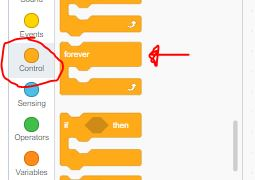 Sound
Events
forever
Control
Sensing
if then
Operators
Variables